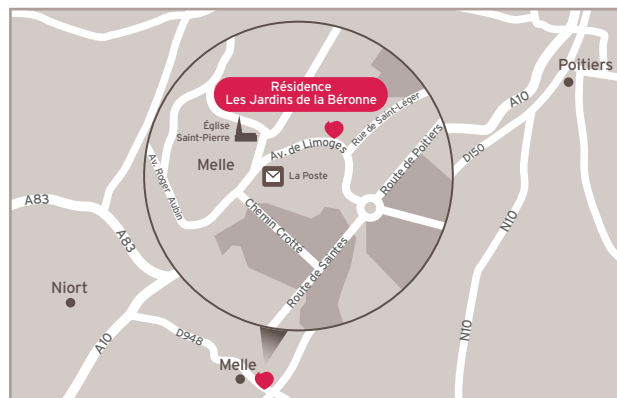 Poitiers
Résidence
Les Jardins de la Béronne
A10
Rue de Saint-Léger
Église
Saint-Pierre
Av. de Limoges
D150
Route de Poitiers
Melle
La Poste
Av. Roger Aubin
A83
Chemin Crotté
A83
N10
Route de Saintes
Niort
D948
A10
N10
Melle